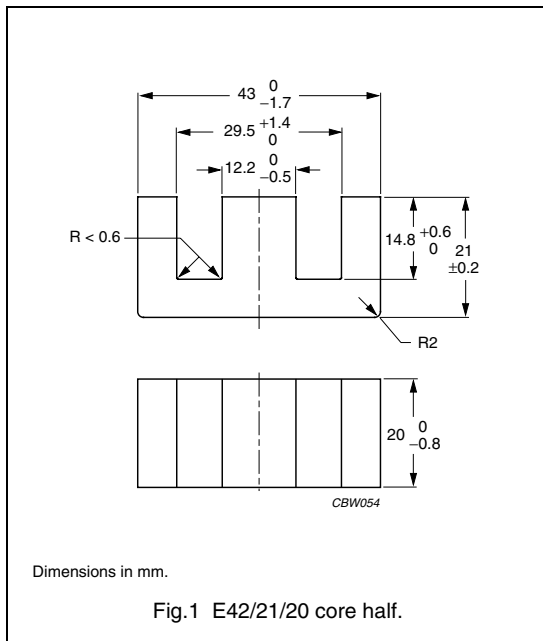 43 0 −1.7
29.5 +1.4 0
12.2 0 −0.5
R < 0.6
14.8 +0.6 0
21 ±0.2
R2
20 0 −0.8
CBW054
Dimensions in mm.
Fig.1 E42/21/20 core half.